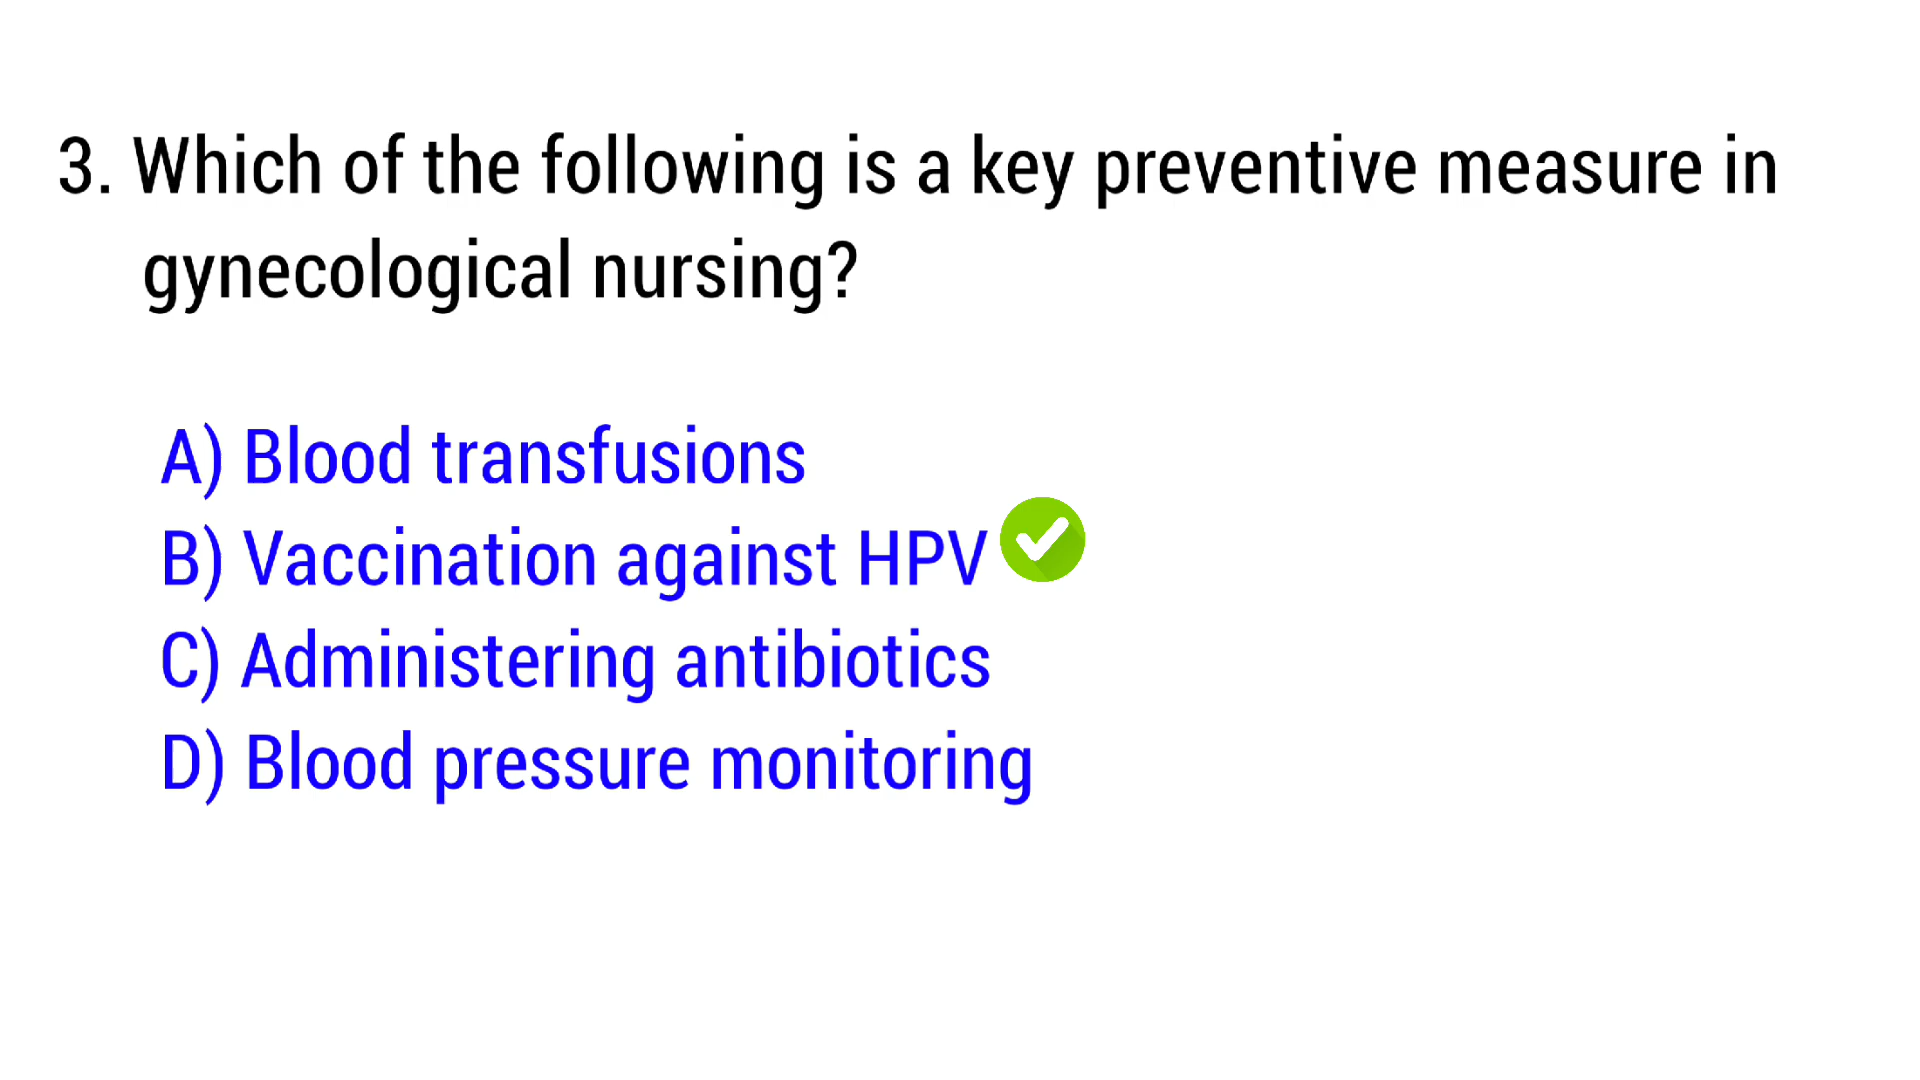 3. Which of the following is a key preventive measure in
gynecological nursing?
A) Blood transfusions
B) Vaccination against HPV
C) Administering antibiotics
D) Blood pressure monitoring